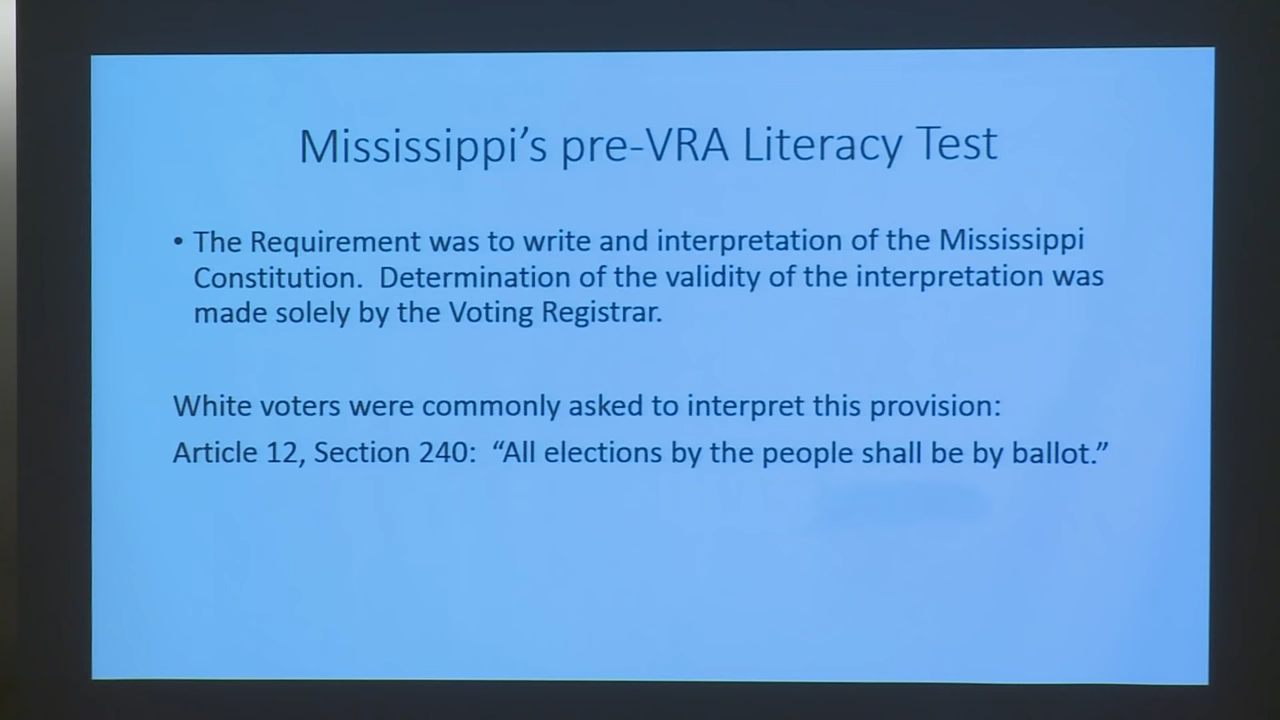 Mississippi's pre-VRA Literacy Test
• The Requirement was to write and interpretation of the Mississippi
Constitution. Determination of the validity of the interpretation was
made solely by the Voting Registrar.
White voters were commonly asked to interpret this provision:
Article 12, Section 240: “All elections by the people shall be by ballot.”